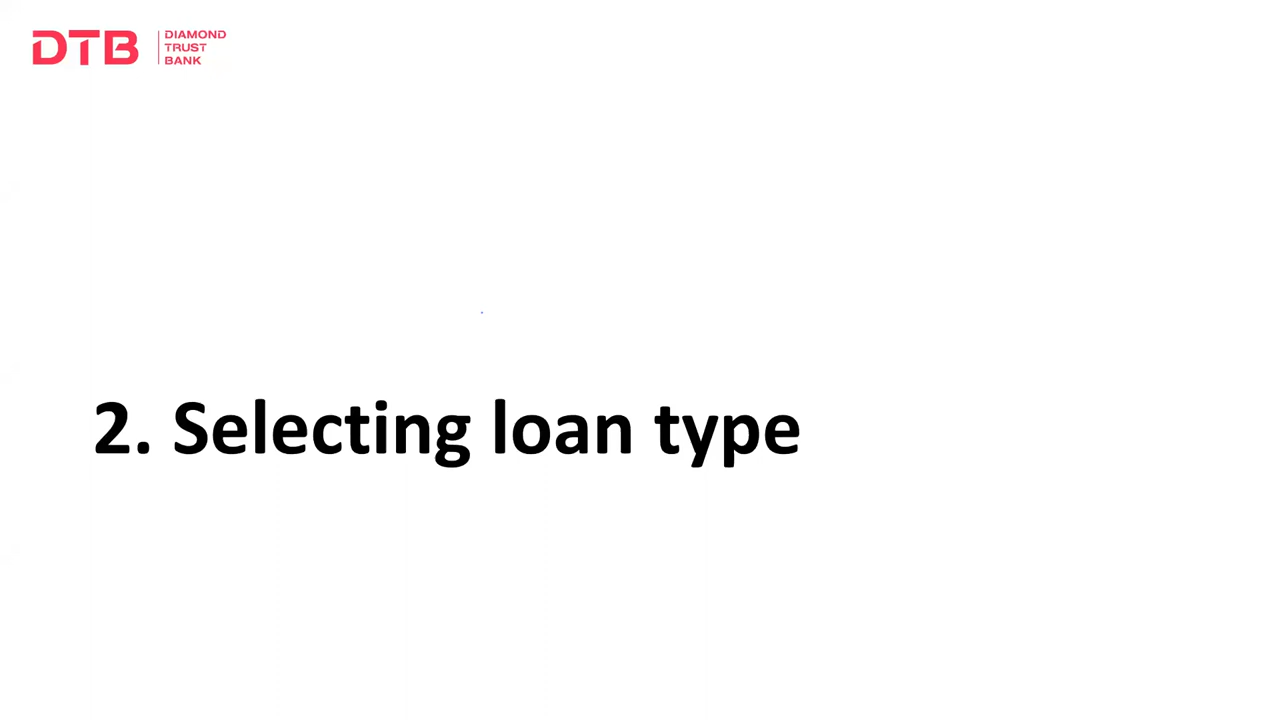 DTB
DIAMOND
TRUST
BANK
2. Selecting loan type